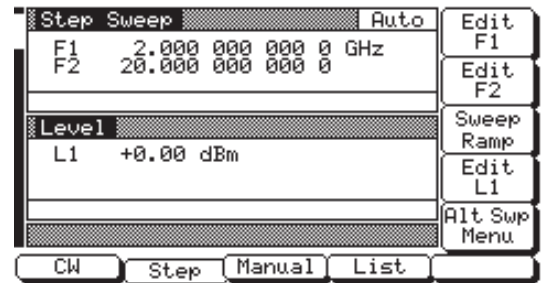 Step Sweep Auto
F1 2.000 000 000 0 GHz
F2 20.000 000 000 0
Level
L1 +0.00 dBm
Edit
F1
Edit
F2
Sweep
Ramp
Edit
L1
Alt Swp
Menu
CW Step Manual List